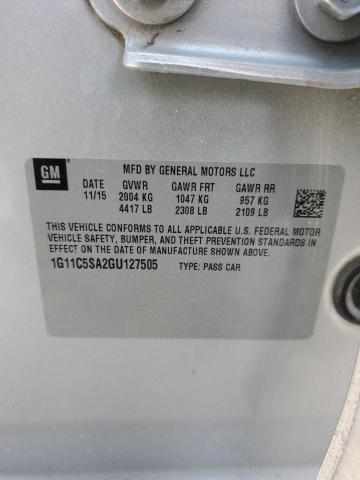 GM
MFD BY GENERAL MOTORS LLC
DATE GVWR GAWR FRT GAWR RR
11/15 2004 KG 1047 KG 957 KG
4417 LB 2308 LB 2109 LB
THIS VEHICLE CONFORMS TO ALL APPLICABLE U.S. FEDERAL MOTOR
VEHICLE SAFETY, BUMPER, AND THEFT PREVENTION STANDARDS
IN EFFECT ON THE DATE OF MANUFACTURE SHOWN ABOVE.
1G11C5SA2GU127505 TYPE: PASS CAR